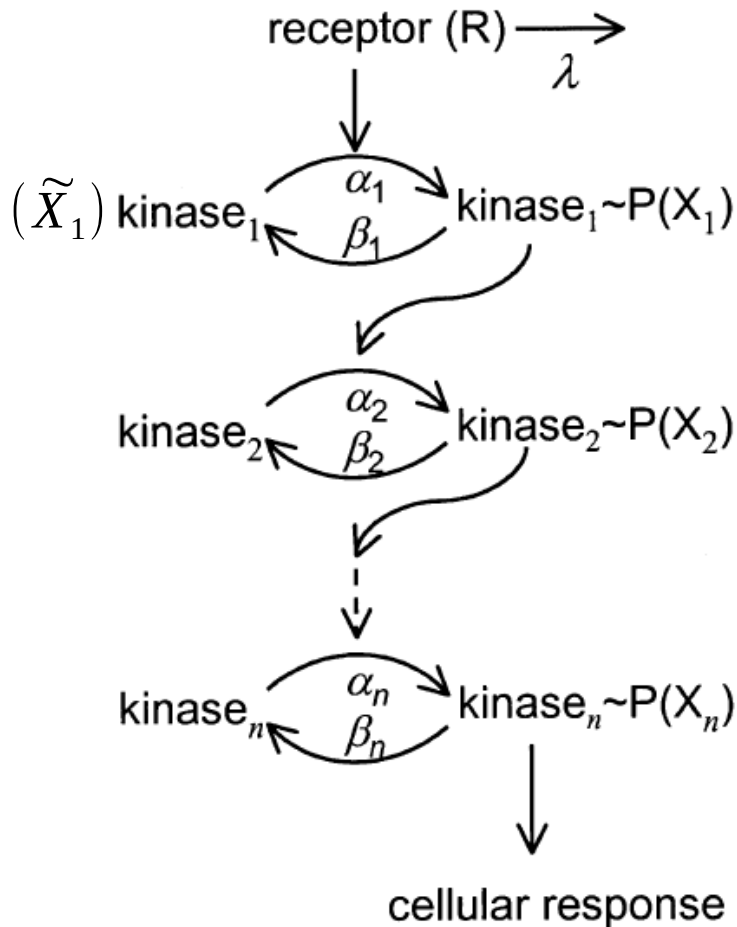 receptor (R)
λ
(X̃₁) kinase₁
α₁
β₁
kinase₁~P(X₁)
kinase₂
α₂
β₂
kinase₂~P(X₂)
kinaseₙ
αₙ
βₙ
kinaseₙ~P(Xₙ)
cellular response